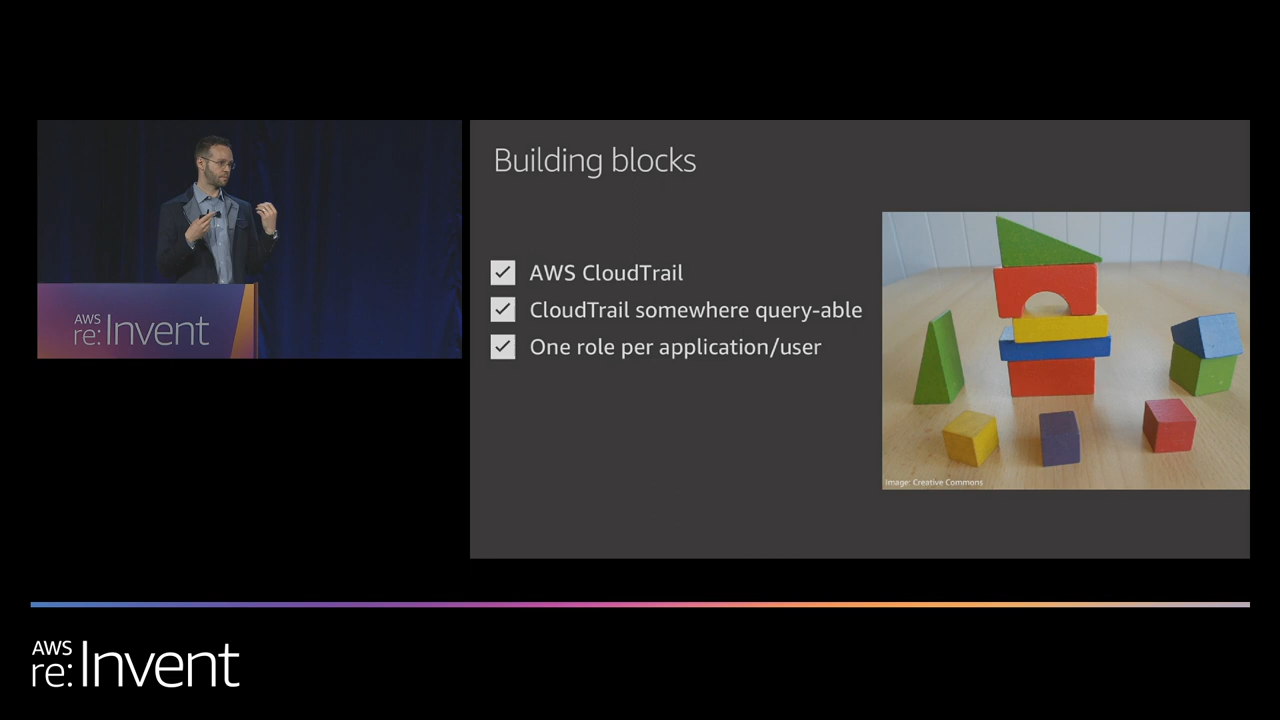 Building blocks
AWS CloudTrail
CloudTrail somewhere query-able
One role per application/user
Image: Creative Commons
AWS
re:Invent
AWS
re:Invent